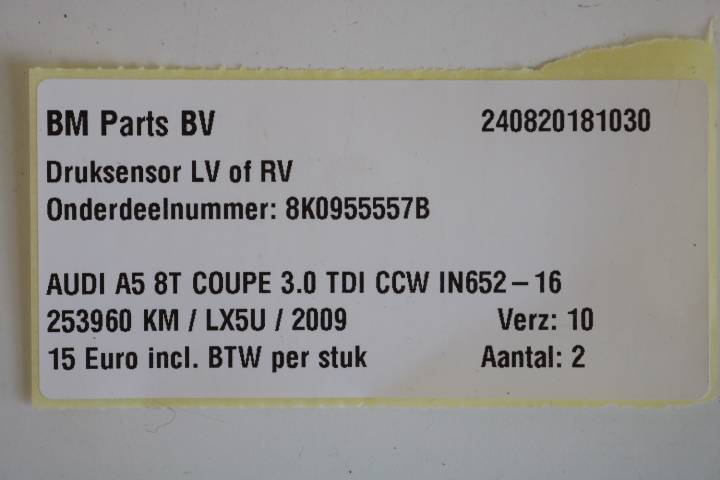 BM Parts BV 240820181030
Druksensor LV of RV
Onderdeelnummer: 8K0955557B
AUDI A5 8T COUPE 3.0 TDI CCW IN652 – 16
253960 KM / LX5U / 2009 Verz: 10
15 Euro incl. BTW per stuk Aantal: 2